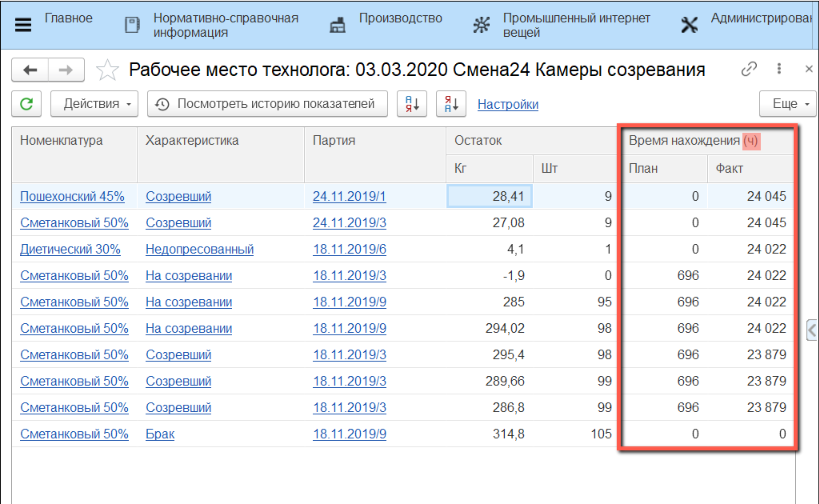 Главное
Нормативно-справочная
информация
Производство
Промышленный интернет
вещей
Администрирован
Рабочее место технолога: 03.03.2020 Смена24 Камеры созревания
Действия
Посмотреть историю показателей
Настройки
Еще
Номенклатура Характеристика Партия Остаток Время нахождения (ч)
Кг Шт План Факт
Пошехонский 45% Созревший 24.11.2019/1 28,41 9 0 24 045
Сметанковый 50% Созревший 24.11.2019/3 27,08 9 0 24 045
Диетический 30% Недопресованный 18.11.2019/6 4,1 1 0 24 022
Сметанковый 50% На созревании 18.11.2019/3 -1,9 0 696 24 022
Сметанковый 50% На созревании 18.11.2019/9 285 95 696 24 022
Сметанковый 50% На созревании 18.11.2019/9 294,02 98 696 24 022
Сметанковый 50% Созревший 18.11.2019/3 295,4 98 696 23 879
Сметанковый 50% Созревший 18.11.2019/3 289,66 99 696 23 879
Сметанковый 50% Созревший 18.11.2019/3 286,8 99 696 23 879
Сметанковый 50% Брак 18.11.2019/9 314,8 105 0 0